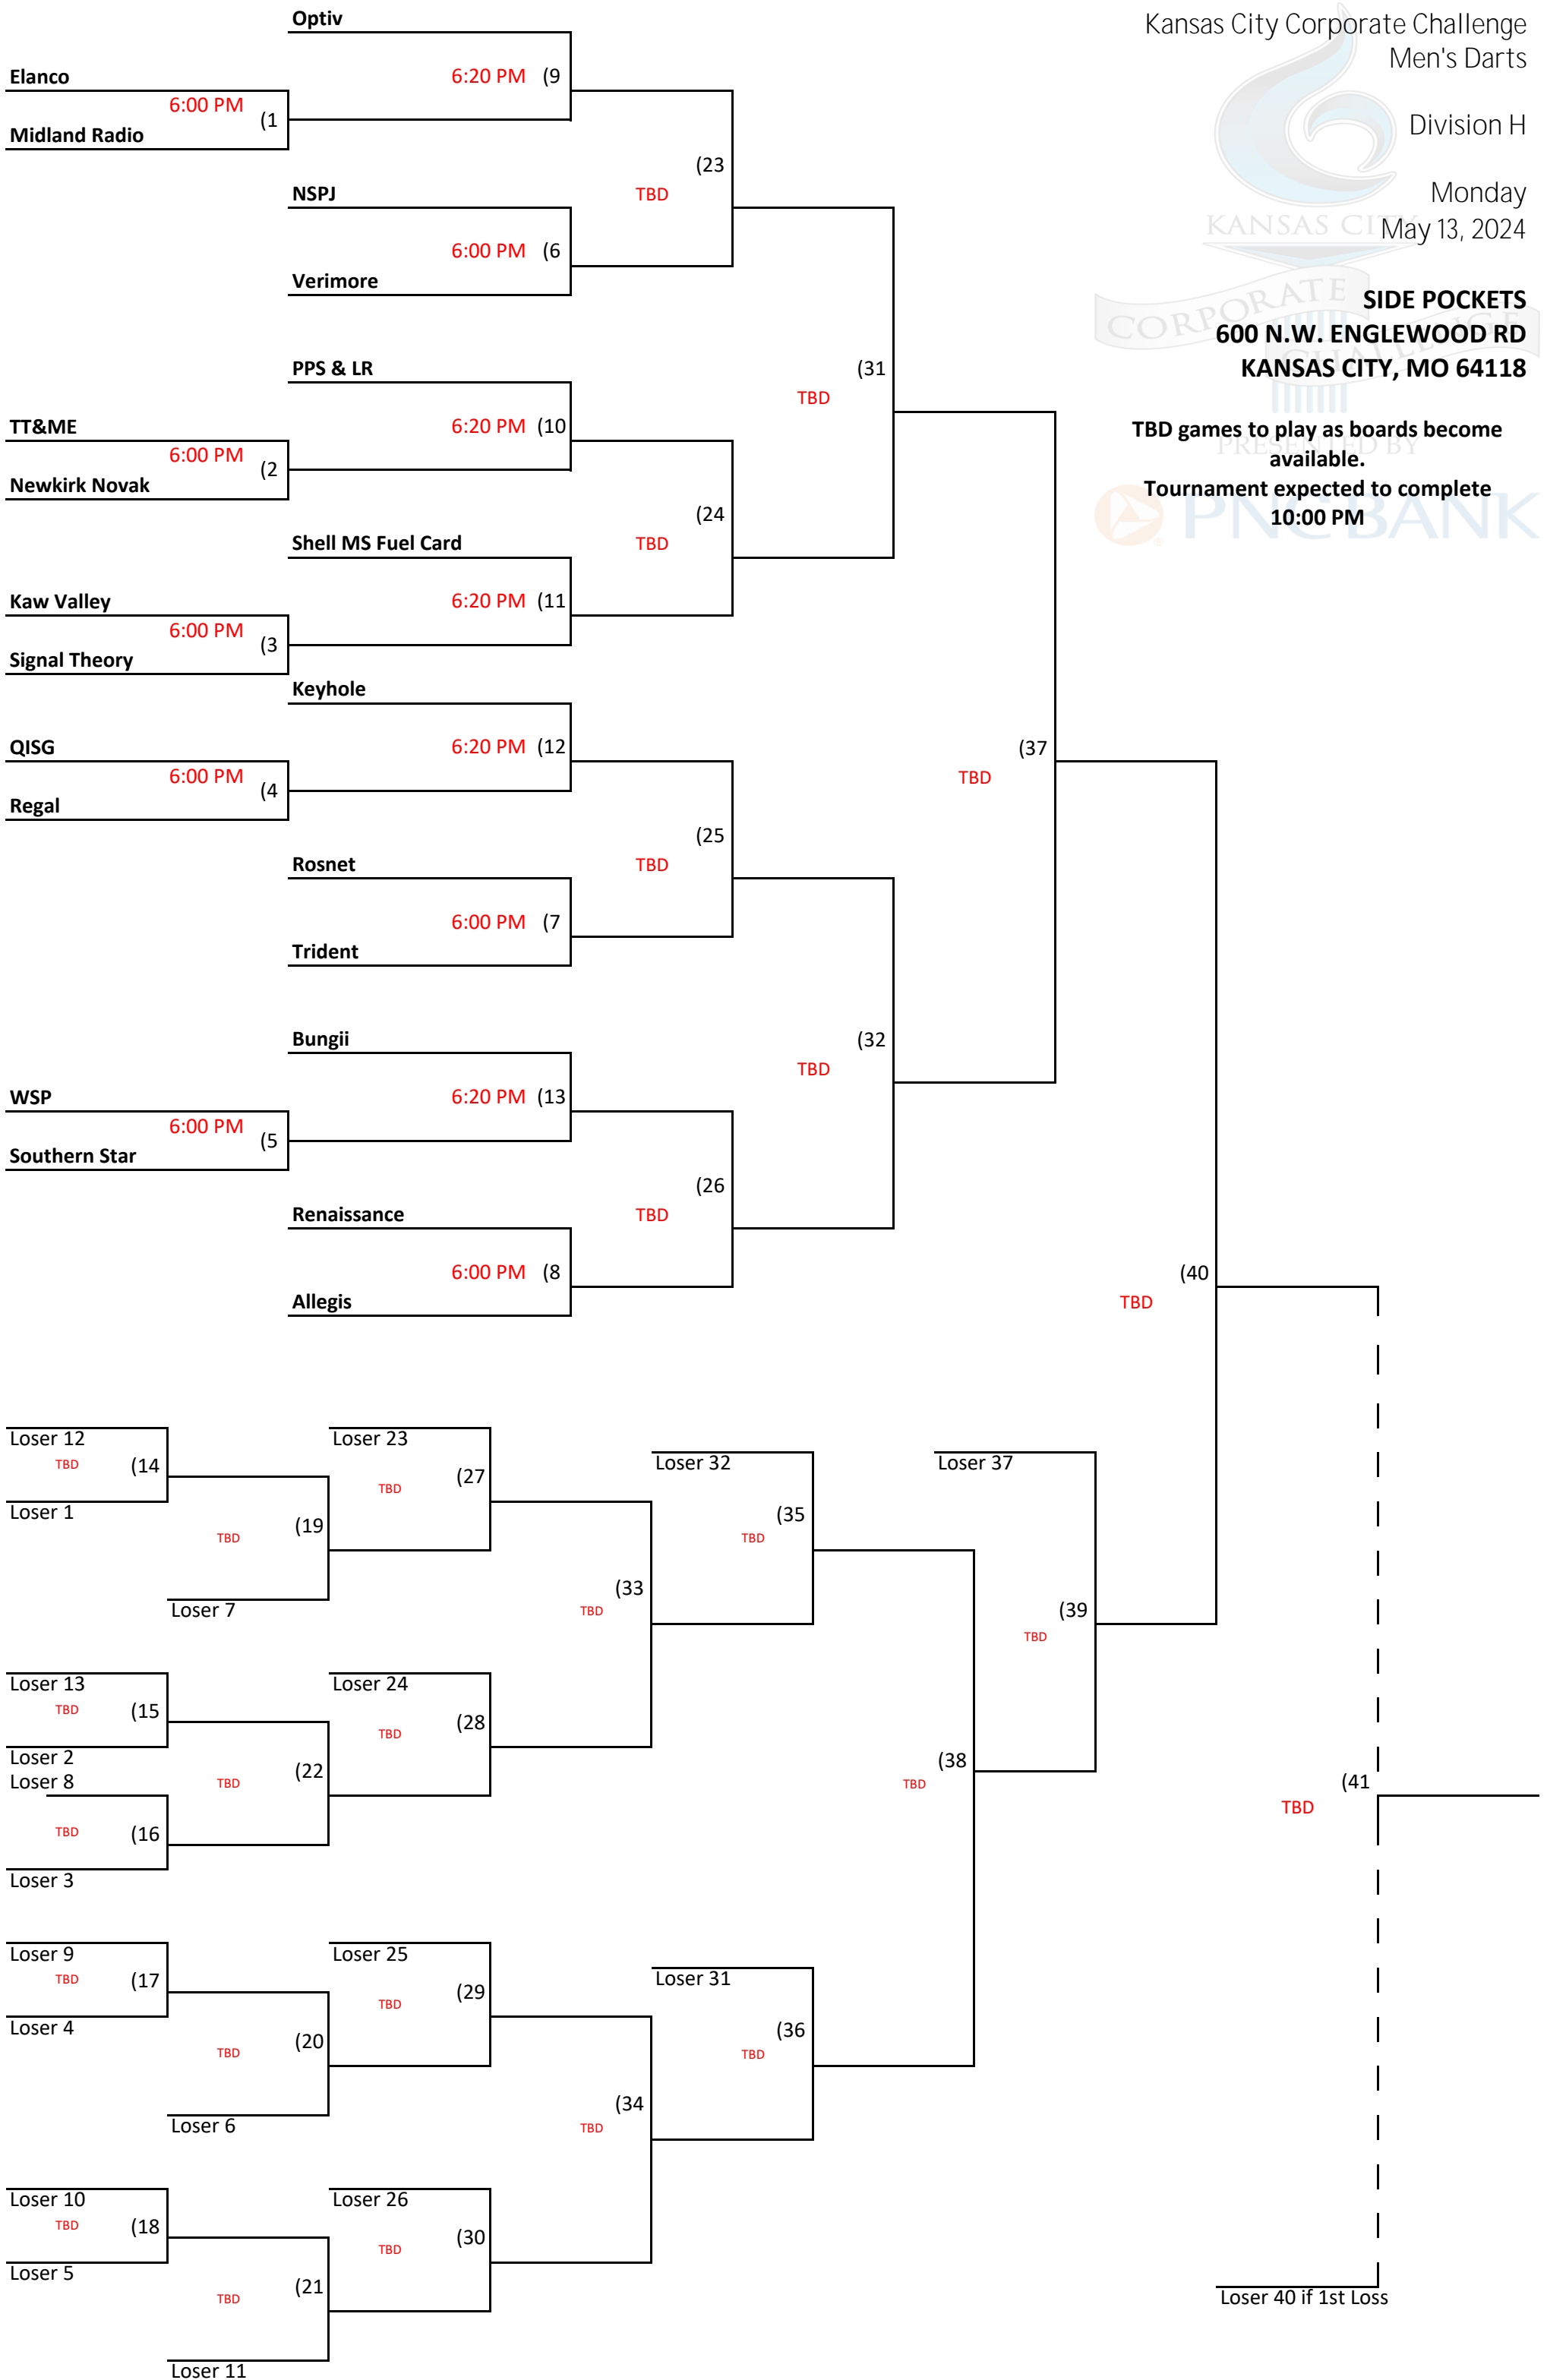 Optiv
Kansas City Corporate Challenge
Men's Darts
Elanco
6:20 PM (9
6:00 PM (1
Midland Radio
Division H
(23
TBD
NSPJ
Monday
May 13, 2024
6:00 PM (6
Verimore
KANSAS CITY
CORPORATE
CHALLENGE
PRESENTED BY
PNC BANK
SIDE POCKETS
600 N.W. ENGLEWOOD RD
KANSAS CITY, MO 64118
TBD games to play as boards become
available.
Tournament expected to complete
10:00 PM
PPS & LR
(31
TBD
TT&ME
6:20 PM (10
6:00 PM (2
Newkirk Novak
(24
TBD
Shell MS Fuel Card
Kaw Valley
6:20 PM (11
6:00 PM (3
Signal Theory
Keyhole
QISG
6:20 PM (12
6:00 PM (4
Regal
(37
TBD
(25
TBD
Rosnet
6:00 PM (7
Trident
Bungii
(32
TBD
WSP
6:20 PM (13
6:00 PM (5
Southern Star
(26
TBD
Renaissance
6:00 PM (8
Allegis
(40
TBD
Loser 12
TBD (14
Loser 1
Loser 23
TBD (27
Loser 32
Loser 37
TBD (19
TBD (35
Loser 7
(33
TBD
(39
TBD
Loser 13
TBD (15
Loser 2
Loser 24
TBD (28
Loser 8
TBD (22
TBD (16
Loser 3
(38
TBD
(41
TBD
Loser 9
TBD (17
Loser 4
Loser 25
TBD (29
Loser 31
TBD (20
TBD (36
Loser 6
(34
TBD
Loser 10
TBD (18
Loser 5
Loser 26
TBD (30
TBD (21
Loser 11
Loser 40 if 1st Loss